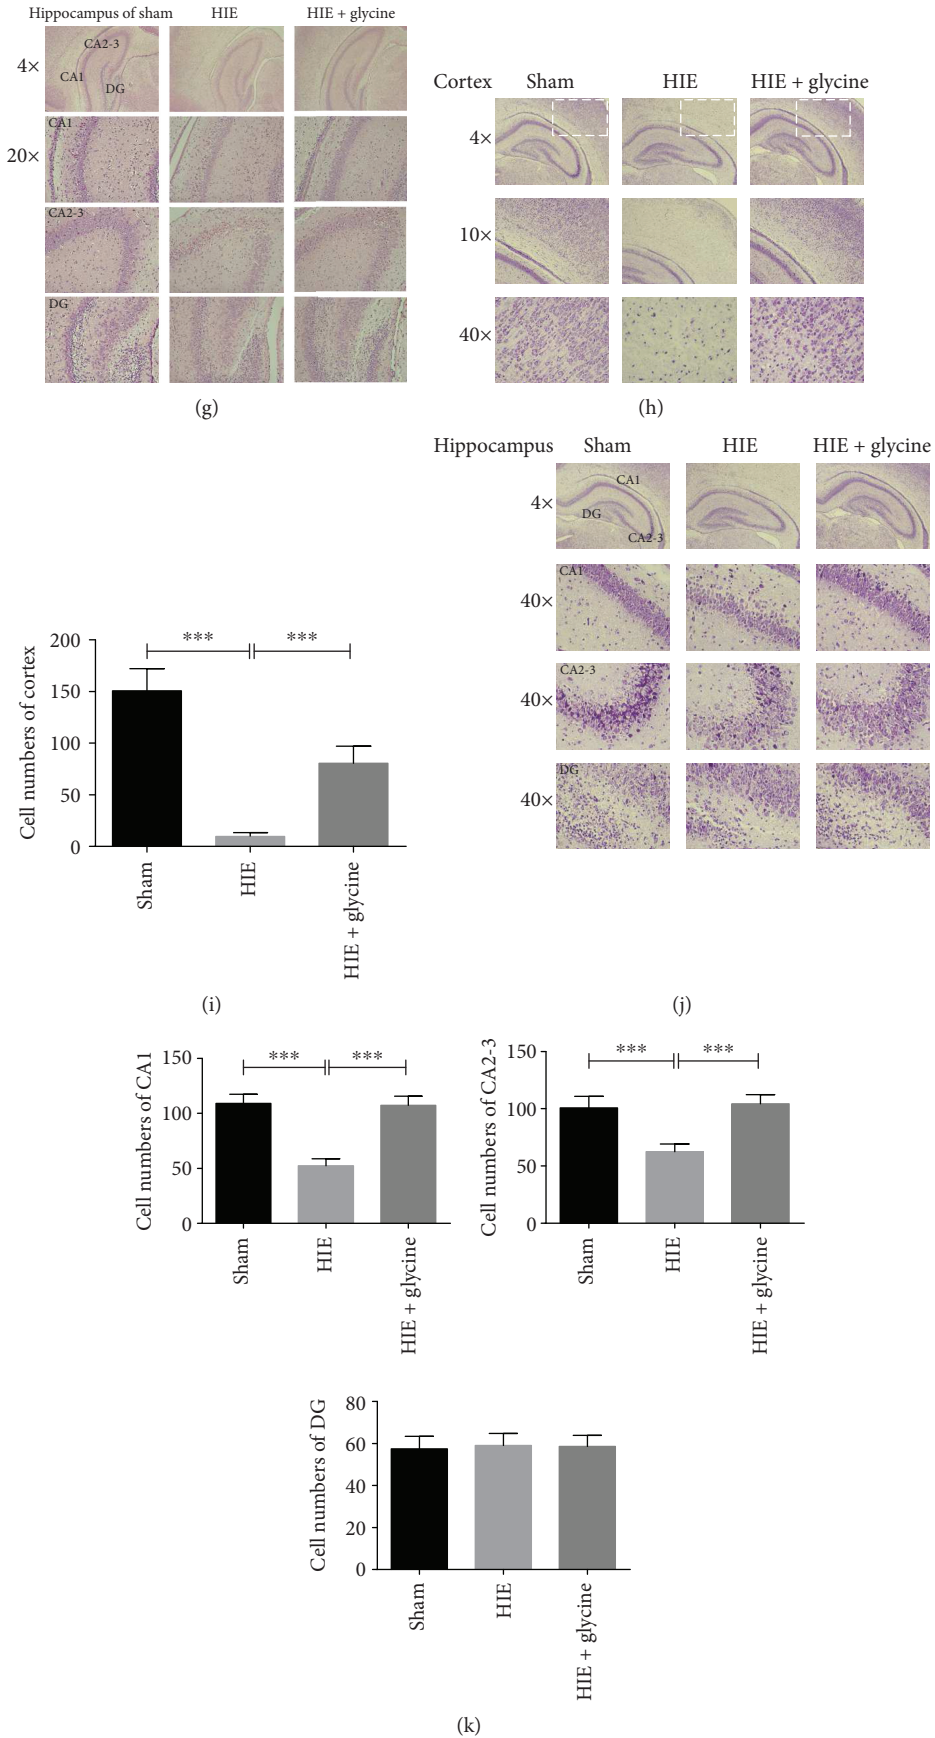 Hippocampus of sham HIE HIE + glycine
4×
CA2-3
CA1
DG
20×
CA1
CA2-3
DG
(g)
Cortex Sham HIE HIE + glycine
4×
10×
40×
(h)
200
150
100
50
0
Cell numbers of cortex
*** ***
Sham
HIE
HIE + glycine
(i)
Hippocampus Sham HIE HIE + glycine
4×
CA1
DG
CA2-3
40×
CA1
40×
CA2-3
40×
DG
(j)
150
100
50
0
Cell numbers of CA1
*** ***
Sham
HIE
HIE + glycine
150
100
50
0
Cell numbers of CA2-3
*** ***
Sham
HIE
HIE + glycine
80
60
40
20
0
Cell numbers of DG
Sham
HIE
HIE + glycine
(k)